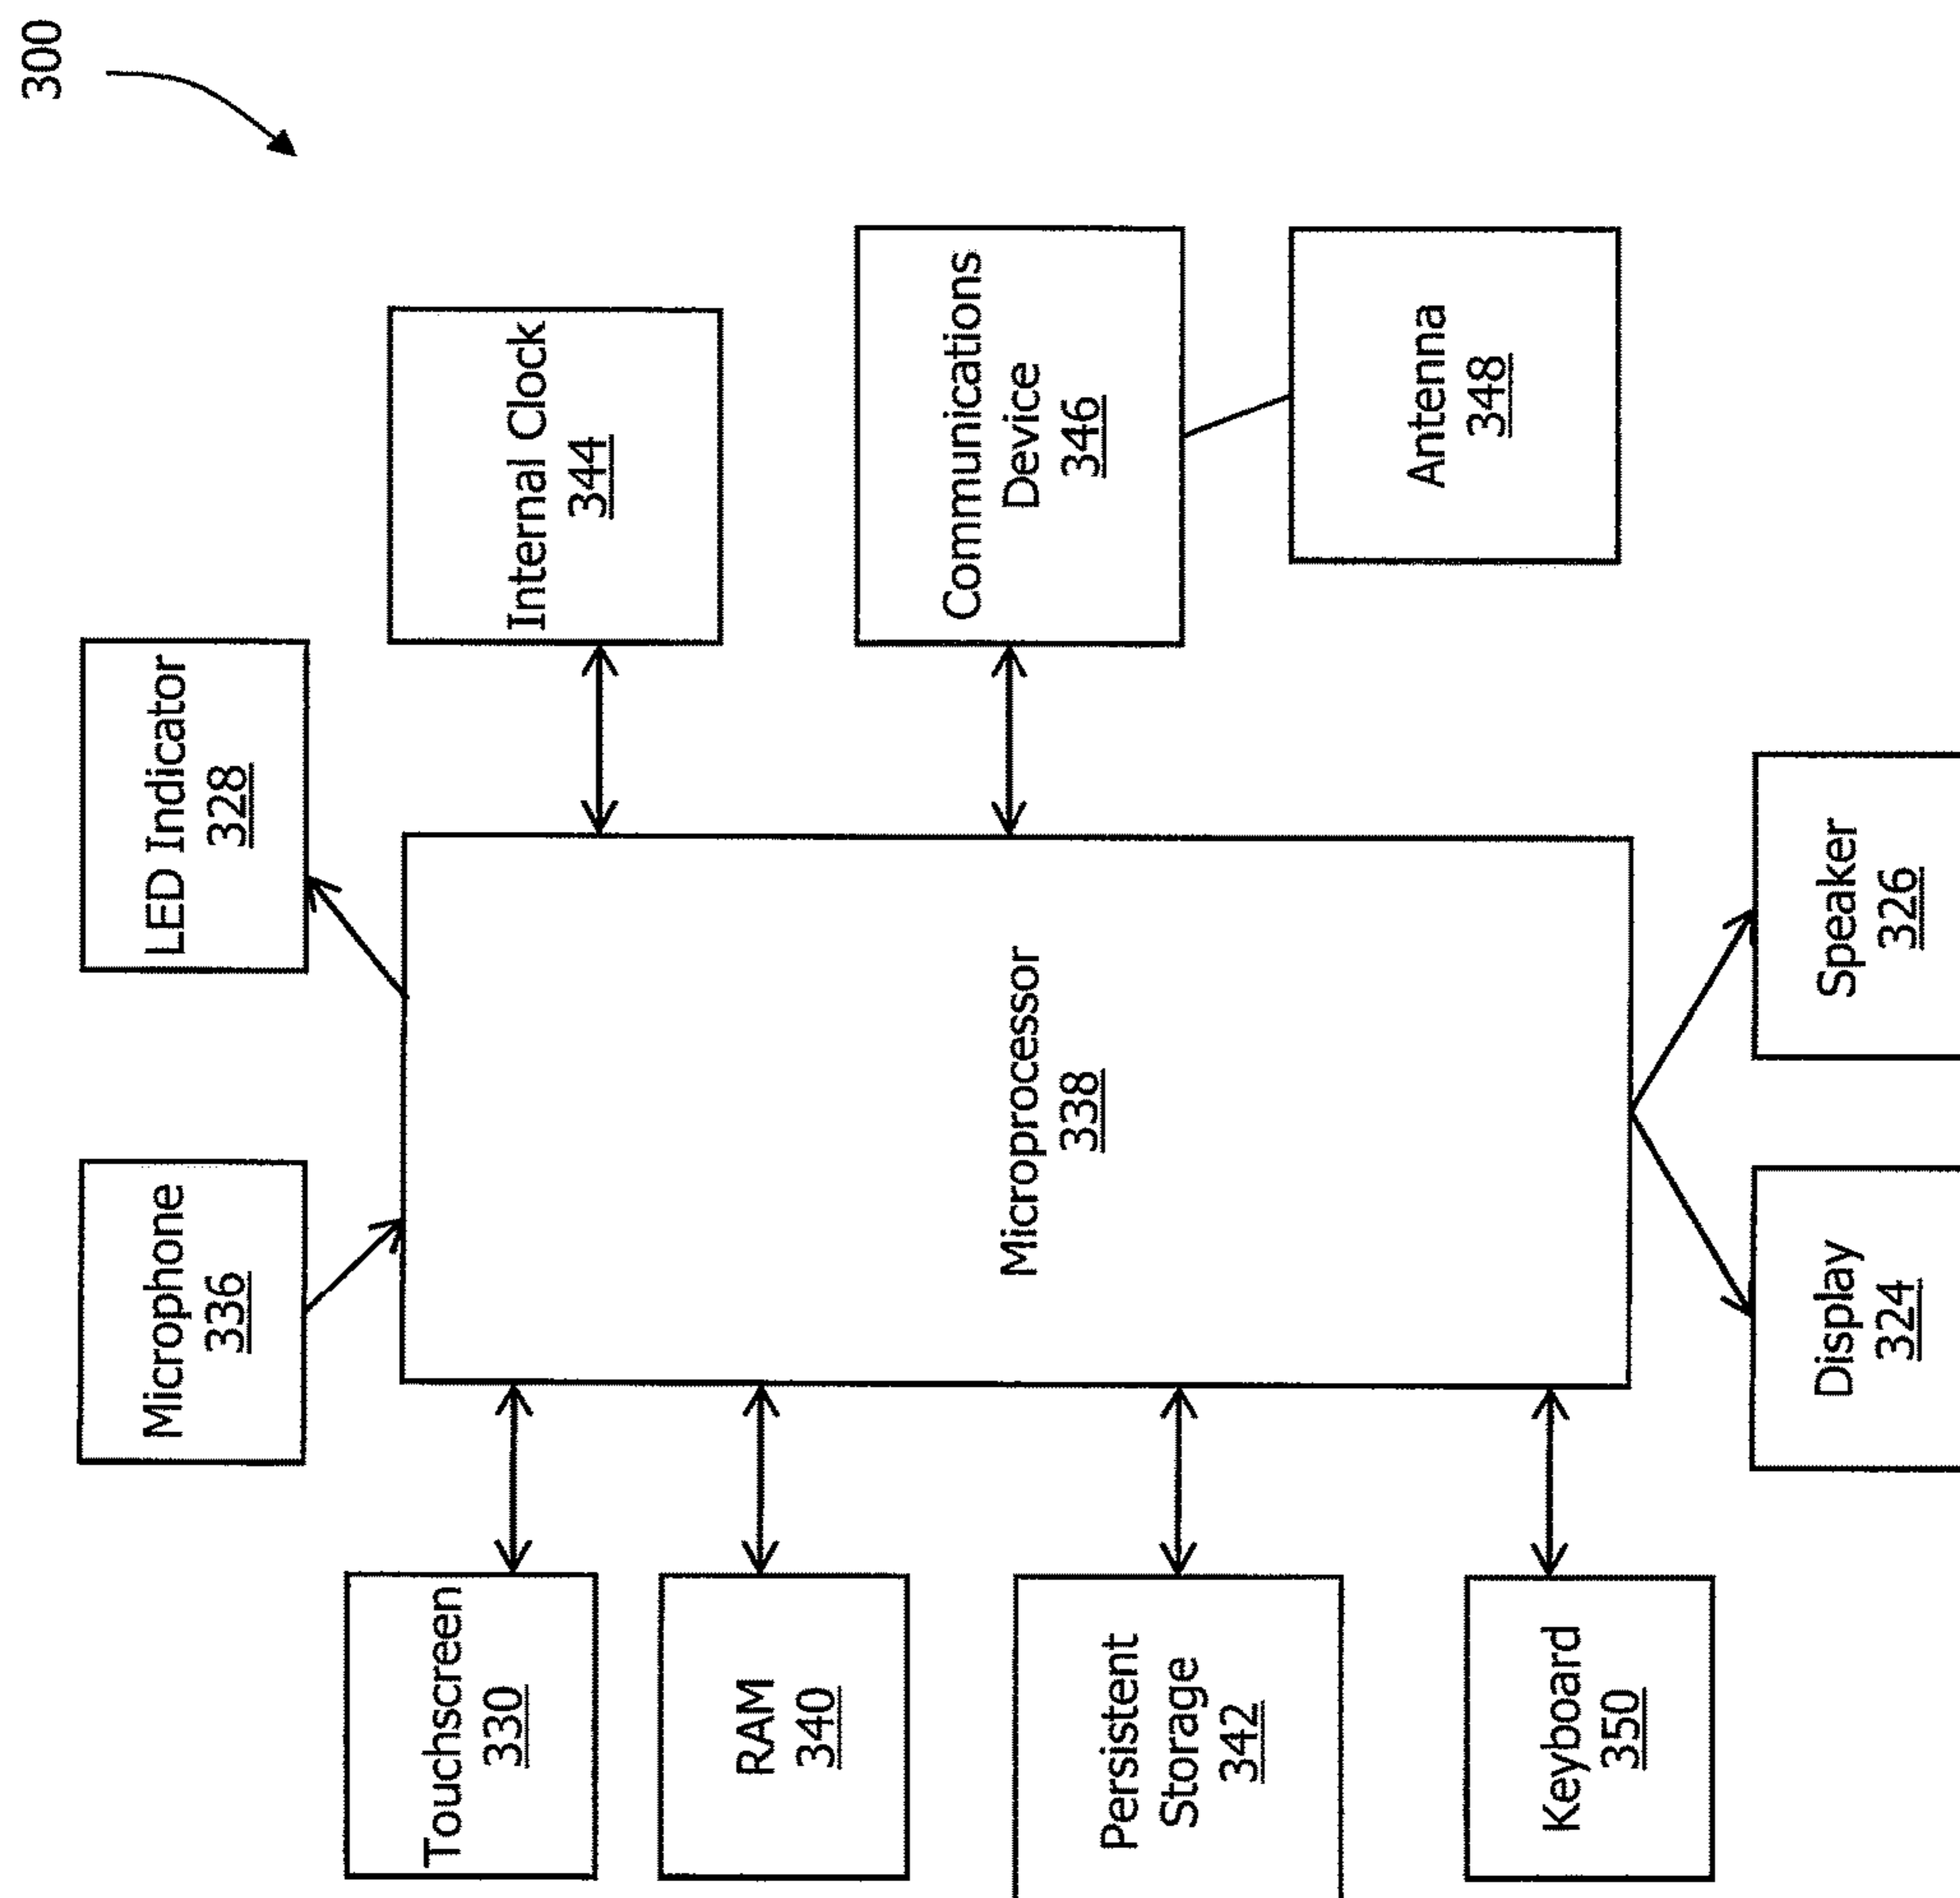 300
Microphone
336
LED Indicator
328
Touchscreen
330
Internal Clock
344
RAM
340
Microprocessor
338
Communications
Device
346
Persistent
Storage
342
Antenna
348
Keyboard
350
Display
324
Speaker
326